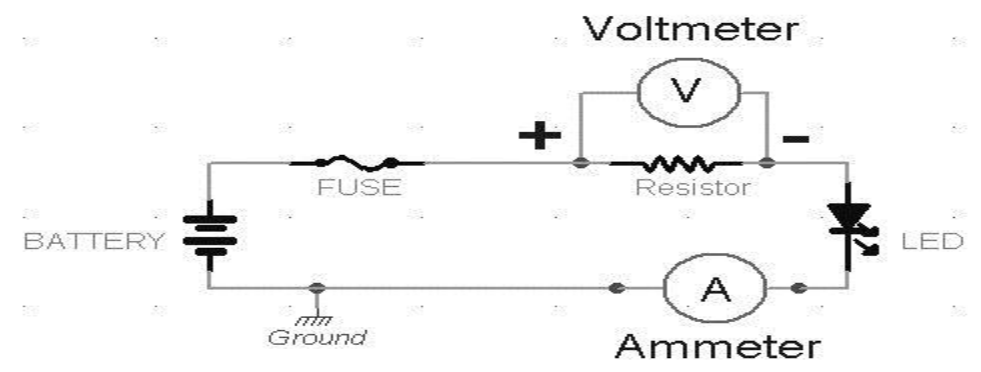 Voltmeter
V
+ -
FUSE
Resistor
BATTERY
LED
A
Ground
Ammeter